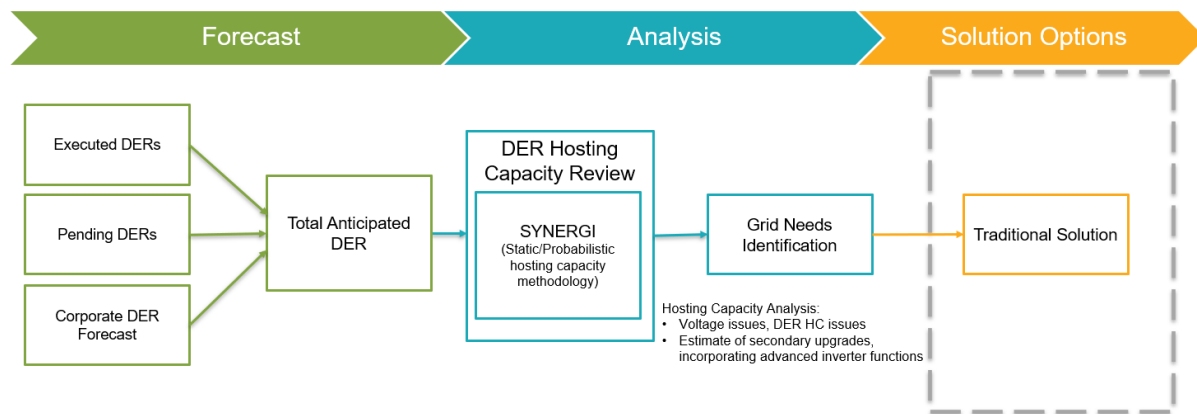 Forecast
Analysis
Solution Options
Executed DERs
Pending DERs
Corporate DER
Forecast
Total Anticipated
DER
DER Hosting
Capacity Review
SYNERGI
(Static/Probabilistic
hosting capacity
methodology)
Grid Needs
Identification
Hosting Capacity Analysis:
• Voltage issues, DER HC issues
• Estimate of secondary upgrades,
incorporating advanced inverter functions
Traditional Solution